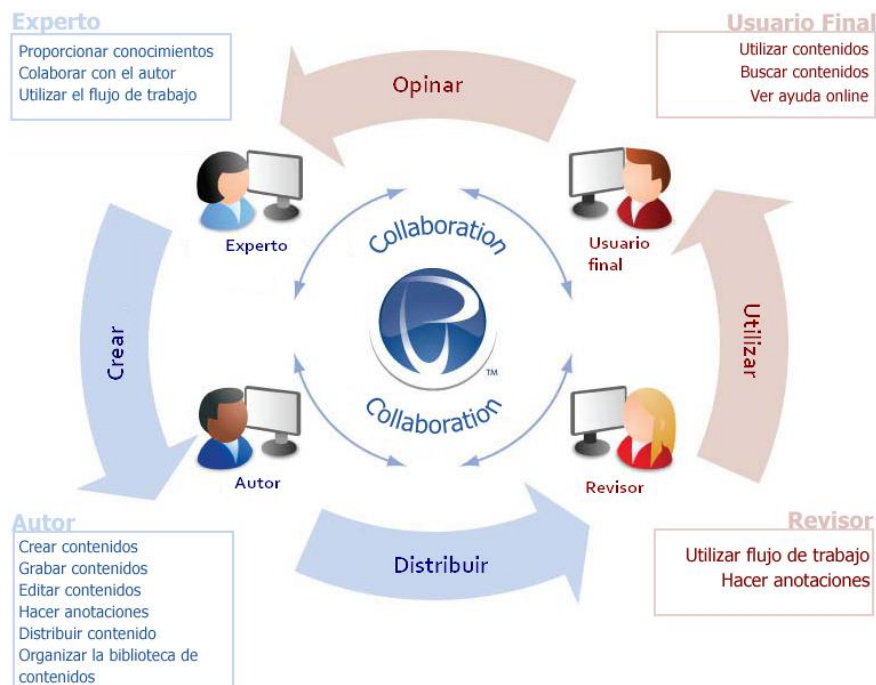 Experto
Proporcionar conocimientos
Colaborar con el autor
Utilizar el flujo de trabajo
Usuario Final
Utilizar contenidos
Buscar contenidos
Ver ayuda online
Opinar
Experto
Usuario
final
Collaboration
Crear
Utilizar
TM
Collaboration
Autor
Revisor
Distribuir
Autor
Crear contenidos
Grabar contenidos
Editar contenidos
Hacer anotaciones
Distribuir contenido
Organizar la biblioteca de
contenidos
Revisor
Utilizar flujo de trabajo
Hacer anotaciones